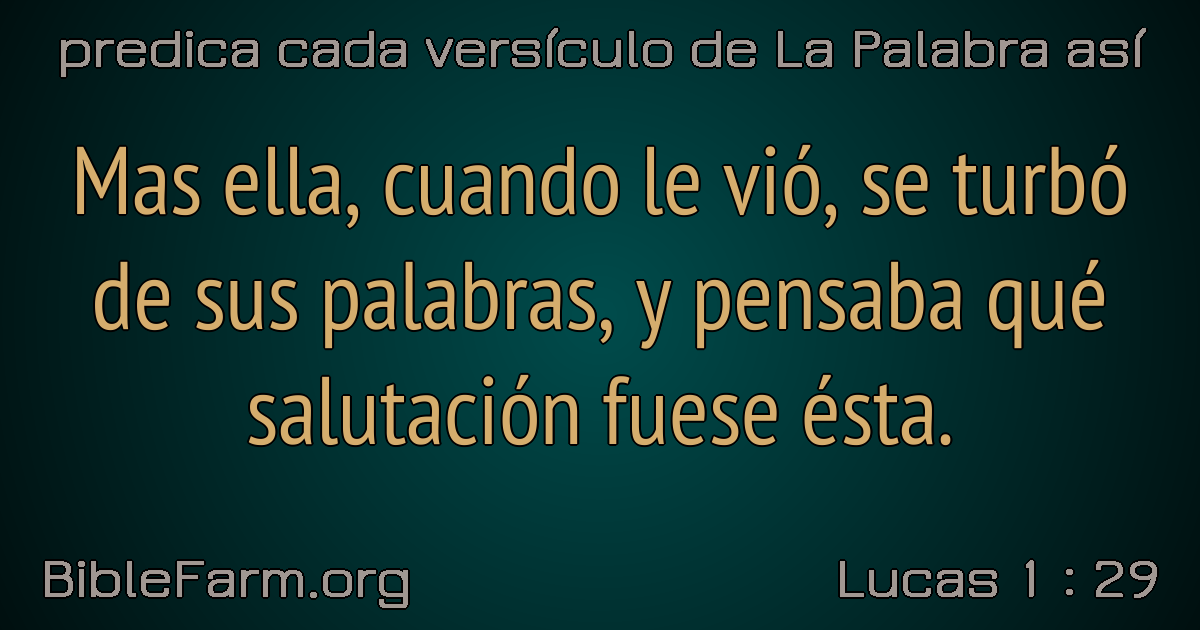 predica cada versículo de La Palabra así
Mas ella, cuando le vió, se turbó
de sus palabras, y pensaba qué
salutación fuese ésta.
BibleFarm.org
Lucas 1 : 29